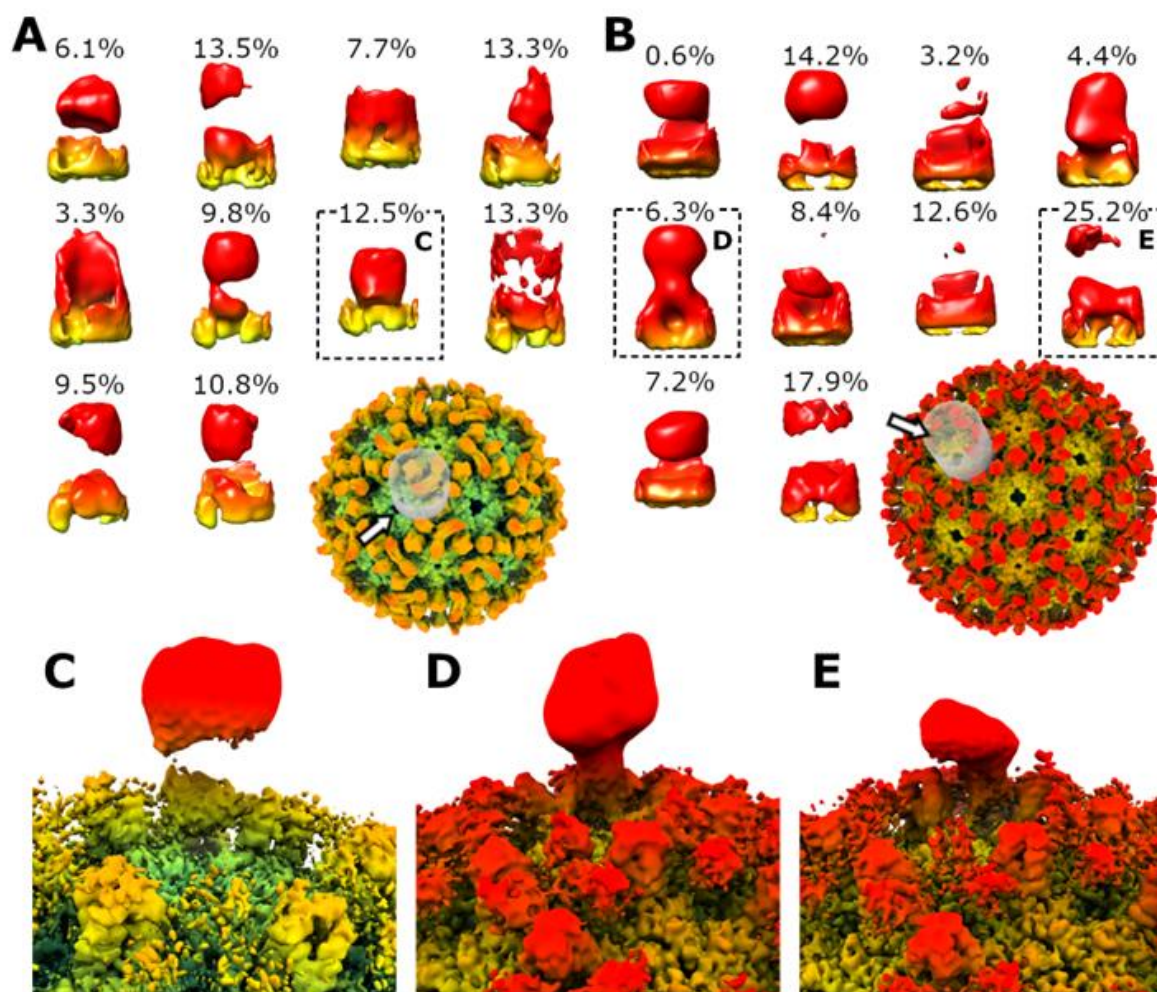 A
B
6.1% 13.5% 7.7% 13.3%
0.6% 14.2% 3.2% 4.4%
3.3% 9.8% 12.5% 13.3%
C
6.3% 8.4% 12.6% 25.2%
D
E
9.5% 10.8%
7.2% 17.9%
C
D
E